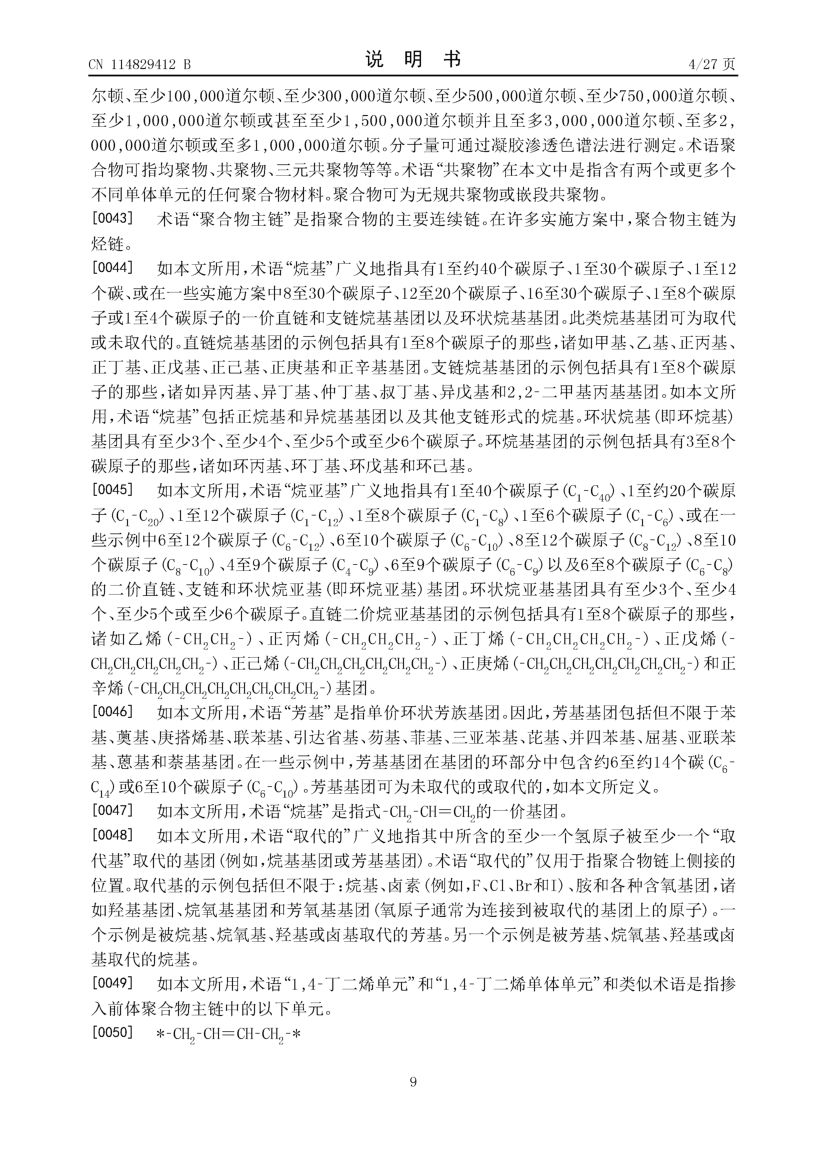 CN 114829412 B
说 明 书
4/27 页
尔顿、至少100,000道尔顿、至少300,000道尔顿、至少500,000道尔顿、至少750,000道尔顿、
至少1,000,000道尔顿或甚至至少1,500,000道尔顿并且至多3,000,000道尔顿、至多2,
000,000道尔顿或至多1,000,000道尔顿。分子量可通过凝胶渗透色谱法进行测定。术语聚
合物可指均聚物、共聚物、三元共聚物等等。术语“共聚物”在本文中是指含有两个或更多个
不同单体单元的任何聚合物材料。聚合物可为无规共聚物或嵌段共聚物。
[0043] 术语“聚合物主链”是指聚合物的主要连续链。在许多实施方案中,聚合物主链为
烃链。
[0044] 如本文所用,术语“烷基”广义地指具有1至约40个碳原子、1至30个碳原子、1至12
个碳、或在一些实施方案中8至30个碳原子、12至20个碳原子、16至30个碳原子、1至8个碳原
子或1至4个碳原子的一价直链和支链烷基基团以及环状烷基基团。此类烷基基团可为取代
或未取代的。直链烷基基团的示例包括具有1至8个碳原子的那些,诸如甲基、乙基、正丙基、
正丁基、正戊基、正己基、正庚基和正辛基基团。支链烷基基团的示例包括具有1至8个碳原
子的那些,诸如异丙基、异丁基、仲丁基、叔丁基、异戊基和2,2-二甲基丙基基团。如本文所
用,术语“烷基”包括正烷基和异烷基基团以及其他支链形式的烷基。环状烷基(即环烷基)
基团具有至少3个、至少4个、至少5个或至少6个碳原子。环烷基基团的示例包括具有3至8个
碳原子的那些,诸如环丙基、环丁基、环戊基和环己基。
[0045] 如本文所用,术语“烷亚基”广义地指具有1至40个碳原子(C₁-C₄₀)、1至约20个碳原
子(C₁-C₂₀)、1至12个碳原子(C₁-C₁₂)、1至8个碳原子(C₁-C₈)、1至6个碳原子(C₁-C₆)、或在一
些示例中6至12个碳原子(C₆-C₁₂)、6至10个碳原子(C₆-C₁₀)、8至12个碳原子(C₈-C₁₂)、8至10
个碳原子(C₈-C₁₀)、4至9个碳原子(C₄-C₉)、6至9个碳原子(C₆-C₉)以及6至8个碳原子(C₆-C₈)
的二价直链、支链和环状烷亚基(即环烷亚基)基团。环状烷亚基基团具有至少3个、至少4
个、至少5个或至少6个碳原子。直链二价烷亚基基团的示例包括具有1至8个碳原子的那些,
诸如乙烯(-CH₂CH₂-)、正丙烯(-CH₂CH₂CH₂-)、正丁烯(-CH₂CH₂CH₂CH₂-)、正戊烯(-
CH₂CH₂CH₂CH₂CH₂-)、正己烯(-CH₂CH₂CH₂CH₂CH₂CH₂-)、正庚烯(-CH₂CH₂CH₂CH₂CH₂CH₂CH₂-)和正
辛烯(-CH₂CH₂CH₂CH₂CH₂CH₂CH₂CH₂-)基团。
[0046] 如本文所用,术语“芳基”是指单价环状芳族基团。因此,芳基基团包括但不限于苯
基、薁基、庚搭烯基、联苯基、引达省基、芴基、菲基、三亚苯基、芘基、并四苯基、屈基、亚联苯
基、蒽基和萘基基团。在一些示例中,芳基基团在基团的环部分中包含约6至约14个碳(C₆-
C₁₄)或6至10个碳原子(C₆-C₁₀)。芳基基团可为未取代的或取代的,如本文所定义。
[0047] 如本文所用,术语“烷基”是指式-CH₂-CH=CH₂的一价基团。
[0048] 如本文所用,术语“取代的”广义地指其中所含的至少一个氢原子被至少一个“取
代基”取代的基团(例如,烷基基团或芳基基团)。术语“取代的”仅用于指聚合物链上侧接的
位置。取代基的示例包括但不限于:烷基、卤素(例如,F、Cl、Br和I)、胺和各种含氧基团,诸
如羟基基团、烷氧基基团和芳氧基基团(氧原子通常为连接到被取代的基团上的原子)。一
个示例是被烷基、烷氧基、羟基或卤基取代的芳基。另一个示例是被芳基、烷氧基、羟基或卤
基取代的烷基。
[0049] 如本文所用,术语“1,4-丁二烯单元”和“1,4-丁二烯单体单元”和类似术语是指掺
入前体聚合物主链中的以下单元。
[0050] *-CH₂-CH=CH-CH₂-*
9